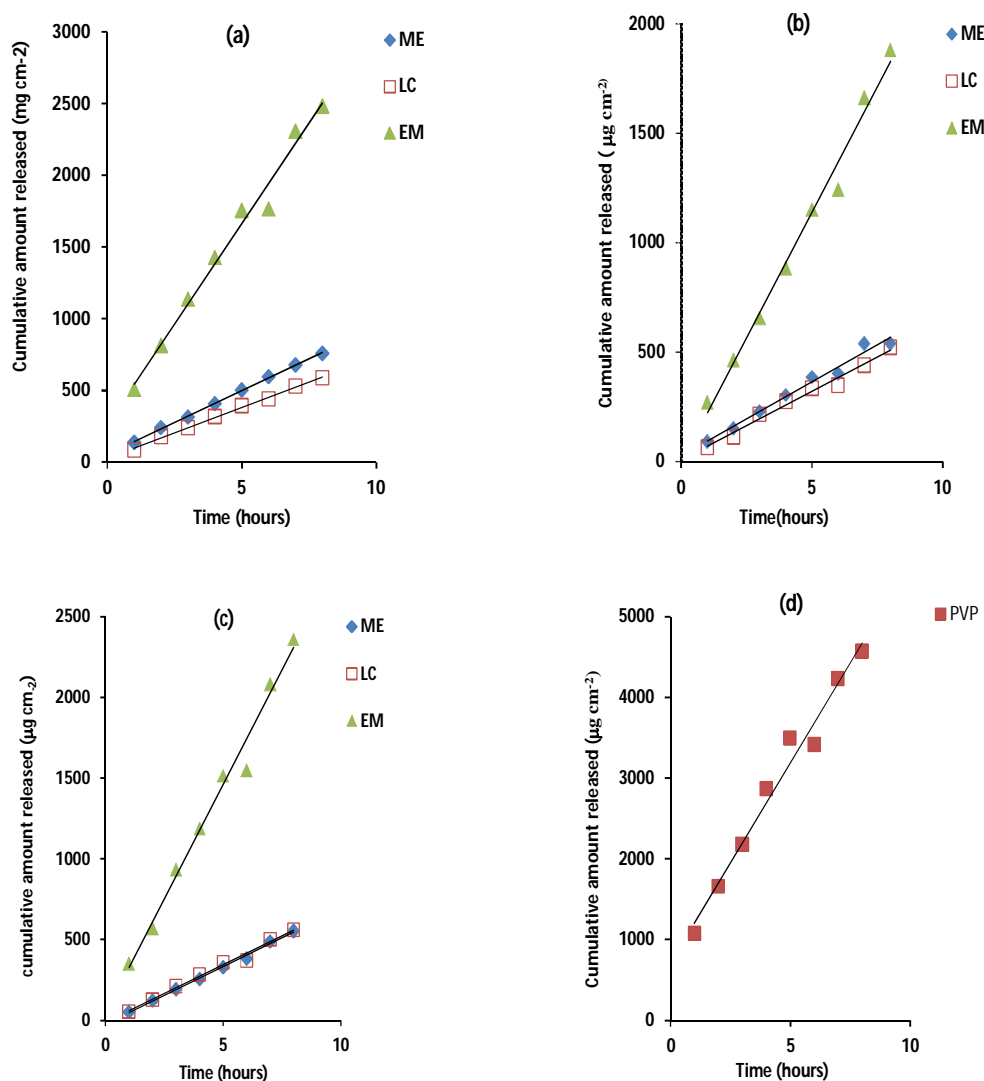 (a)
Cumulative amount released (mg cm-2)
3000
2500
2000
1500
1000
500
0
0
5
10
Time (hours)
ME
LC
EM
(b)
Cumulative amount released ( µg cm-2)
2000
1500
1000
500
0
0
5
10
Time(hours)
ME
LC
EM
(c)
cumulative amount released (µg cm-2)
2500
2000
1500
1000
500
0
0
5
10
Time (hours)
ME
LC
EM
(d)
Cumulative amount released (µg cm-2)
5000
4000
3000
2000
1000
0
0
5
10
Time (hours)
PVP